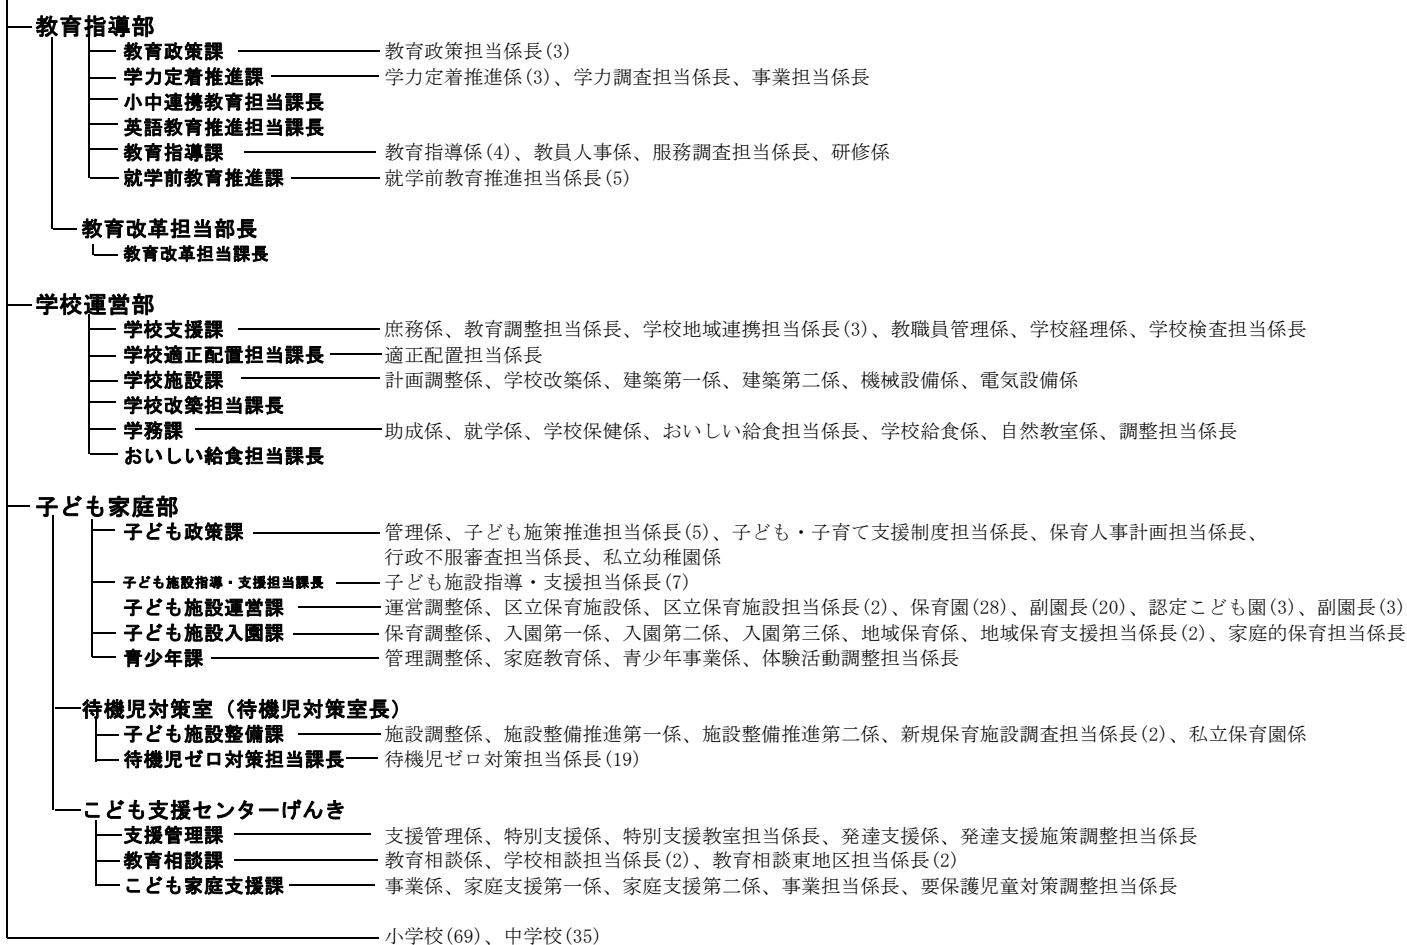 教育指導部
教育政策課 教育政策担当係長(3)
学力定着推進課 学力定着推進係(3)、学力調査担当係長、事業担当係長
小中連携教育担当課長
英語教育推進担当課長
教育指導課 教育指導係(4)、教員人事係、服務調査担当係長、研修係
就学前教育推進課 就学前教育推進担当係長(5)
教育改革担当部長
教育改革担当課長
学校運営部
学校支援課 庶務係、教育調整担当係長、学校地域連携担当係長(3)、教職員管理係、学校経理係、学校検査担当係長
学校適正配置担当課長 適正配置担当係長
学校施設課 計画調整係、学校改築係、建築第一係、建築第二係、機械設備係、電気設備係
学校改築担当課長
学務課 助成係、就学係、学校保健係、おいしい給食担当係長、学校給食係、自然教室係、調整担当係長
おいしい給食担当課長
子ども家庭部
子ども政策課 管理係、子ども施策推進担当係長(5)、子ども・子育て支援制度担当係長、保育人事計画担当係長、
行政不服審査担当係長、私立幼稚園係
子ども施設指導・支援担当課長 子ども施設指導・支援担当係長(7)
子ども施設運営課 運営調整係、区立保育施設係、区立保育施設担当係長(2)、保育園(28)、副園長(20)、認定こども園(3)、副園長(3)
子ども施設入園課 保育調整係、入園第一係、入園第二係、入園第三係、地域保育係、地域保育支援担当係長(2)、家庭的保育担当係長
青少年課 管理調整係、家庭教育係、青少年事業係、体験活動調整担当係長
待機児対策室（待機児対策室長）
子ども施設整備課 施設調整係、施設整備推進第一係、施設整備推進第二係、新規保育施設調査担当係長(2)、私立保育園係
待機児ゼロ対策担当課長 待機児ゼロ対策担当係長(19)
こども支援センターげんき
支援管理課 支援管理係、特別支援係、特別支援教室担当係長、発達支援係、発達支援施策調整担当係長
教育相談課 教育相談係、学校相談担当係長(2)、教育相談東地区担当係長(2)
こども家庭支援課 事業係、家庭支援第一係、家庭支援第二係、事業担当係長、要保護児童対策調整担当係長
小学校(69)、中学校(35)